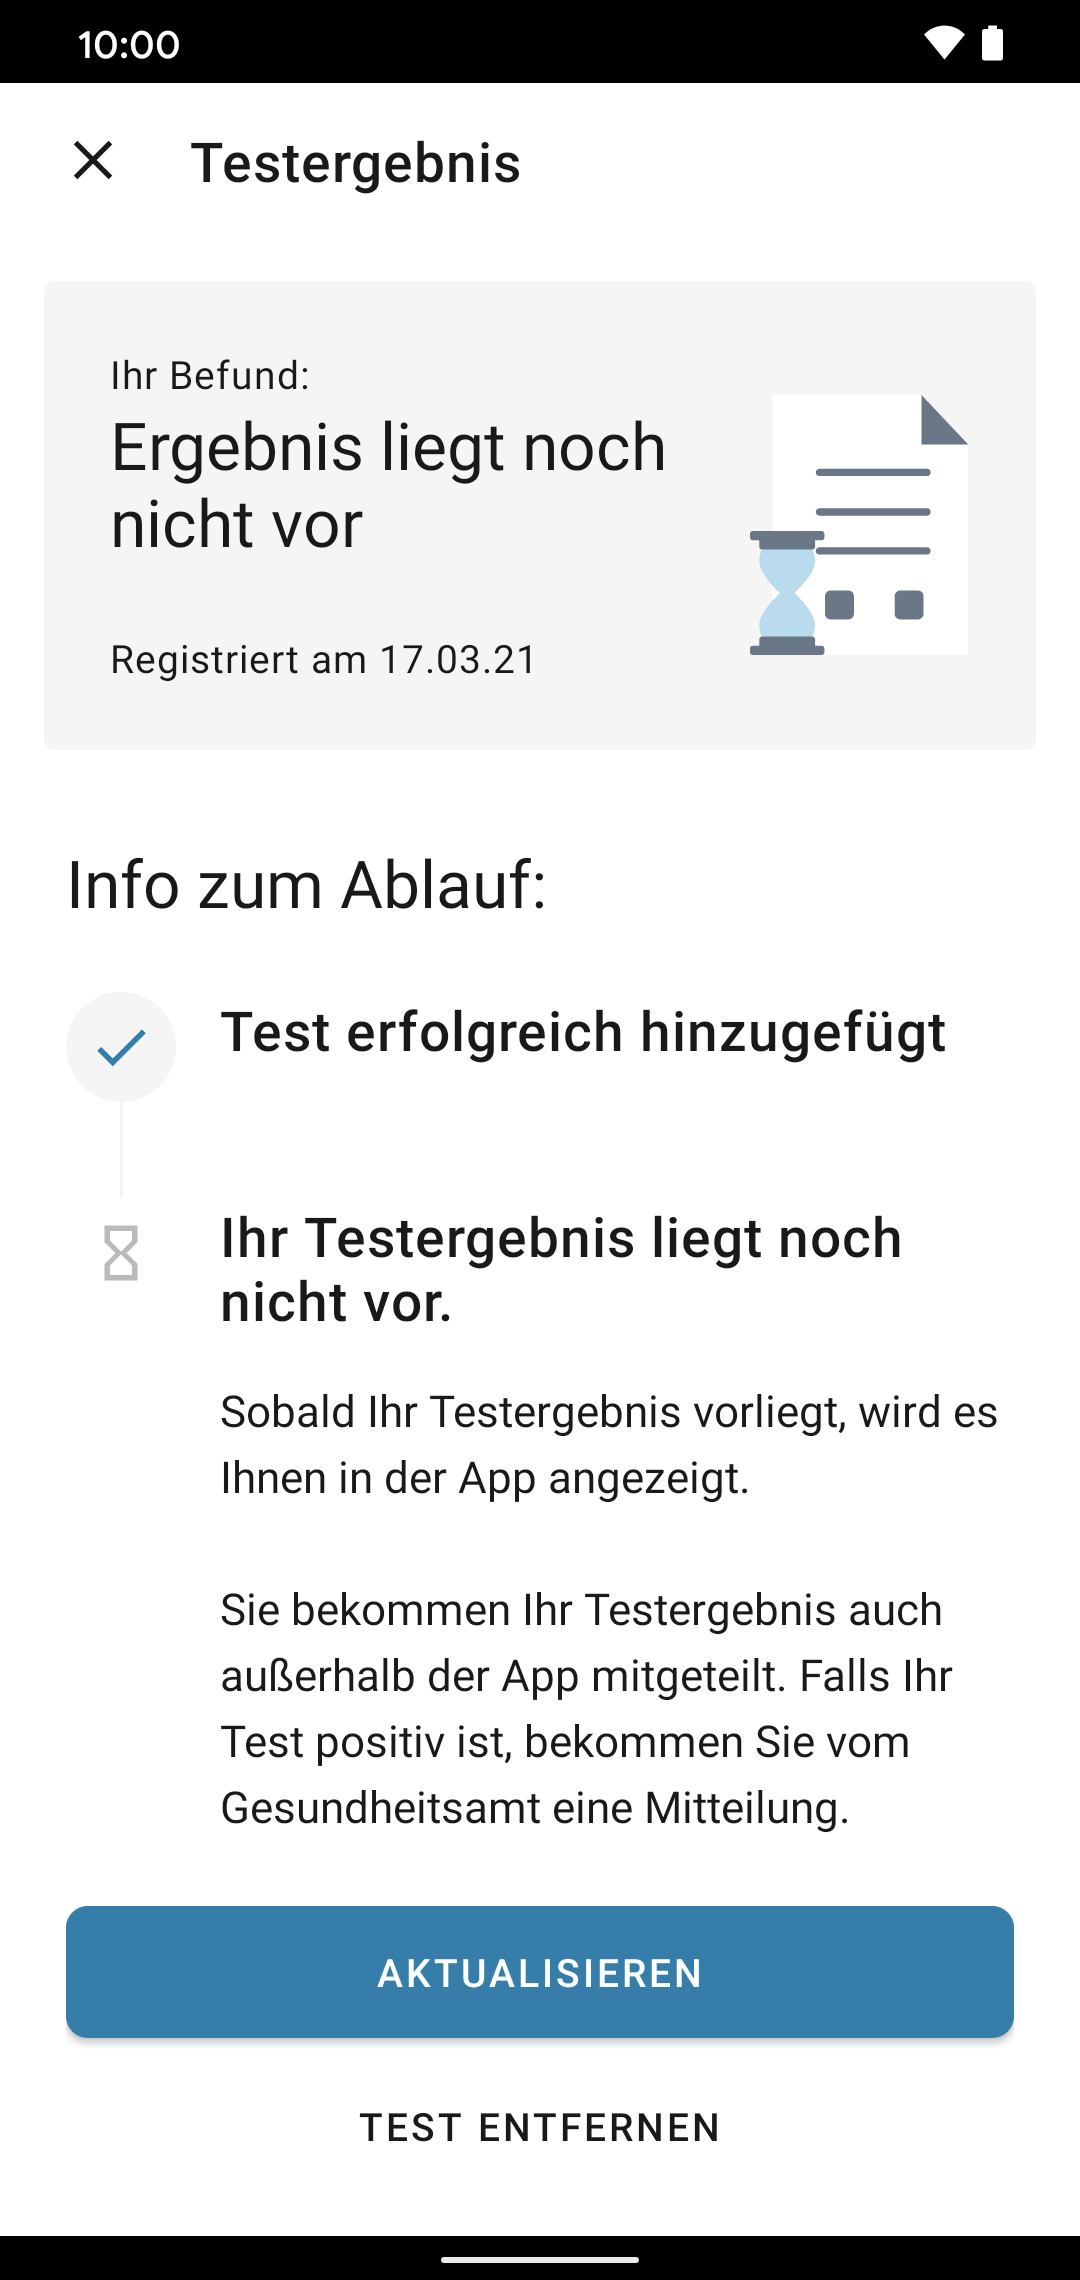 10:00
Testergebnis
Ihr Befund:
Ergebnis liegt noch
nicht vor
Registriert am 17.03.21
Info zum Ablauf:
Test erfolgreich hinzugefügt
Ihr Testergebnis liegt noch
nicht vor.
Sobald Ihr Testergebnis vorliegt, wird es
Ihnen in der App angezeigt.
Sie bekommen Ihr Testergebnis auch
außerhalb der App mitgeteilt. Falls Ihr
Test positiv ist, bekommen Sie vom
Gesundheitsamt eine Mitteilung.
AKTUALISIEREN
TEST ENTFERNEN